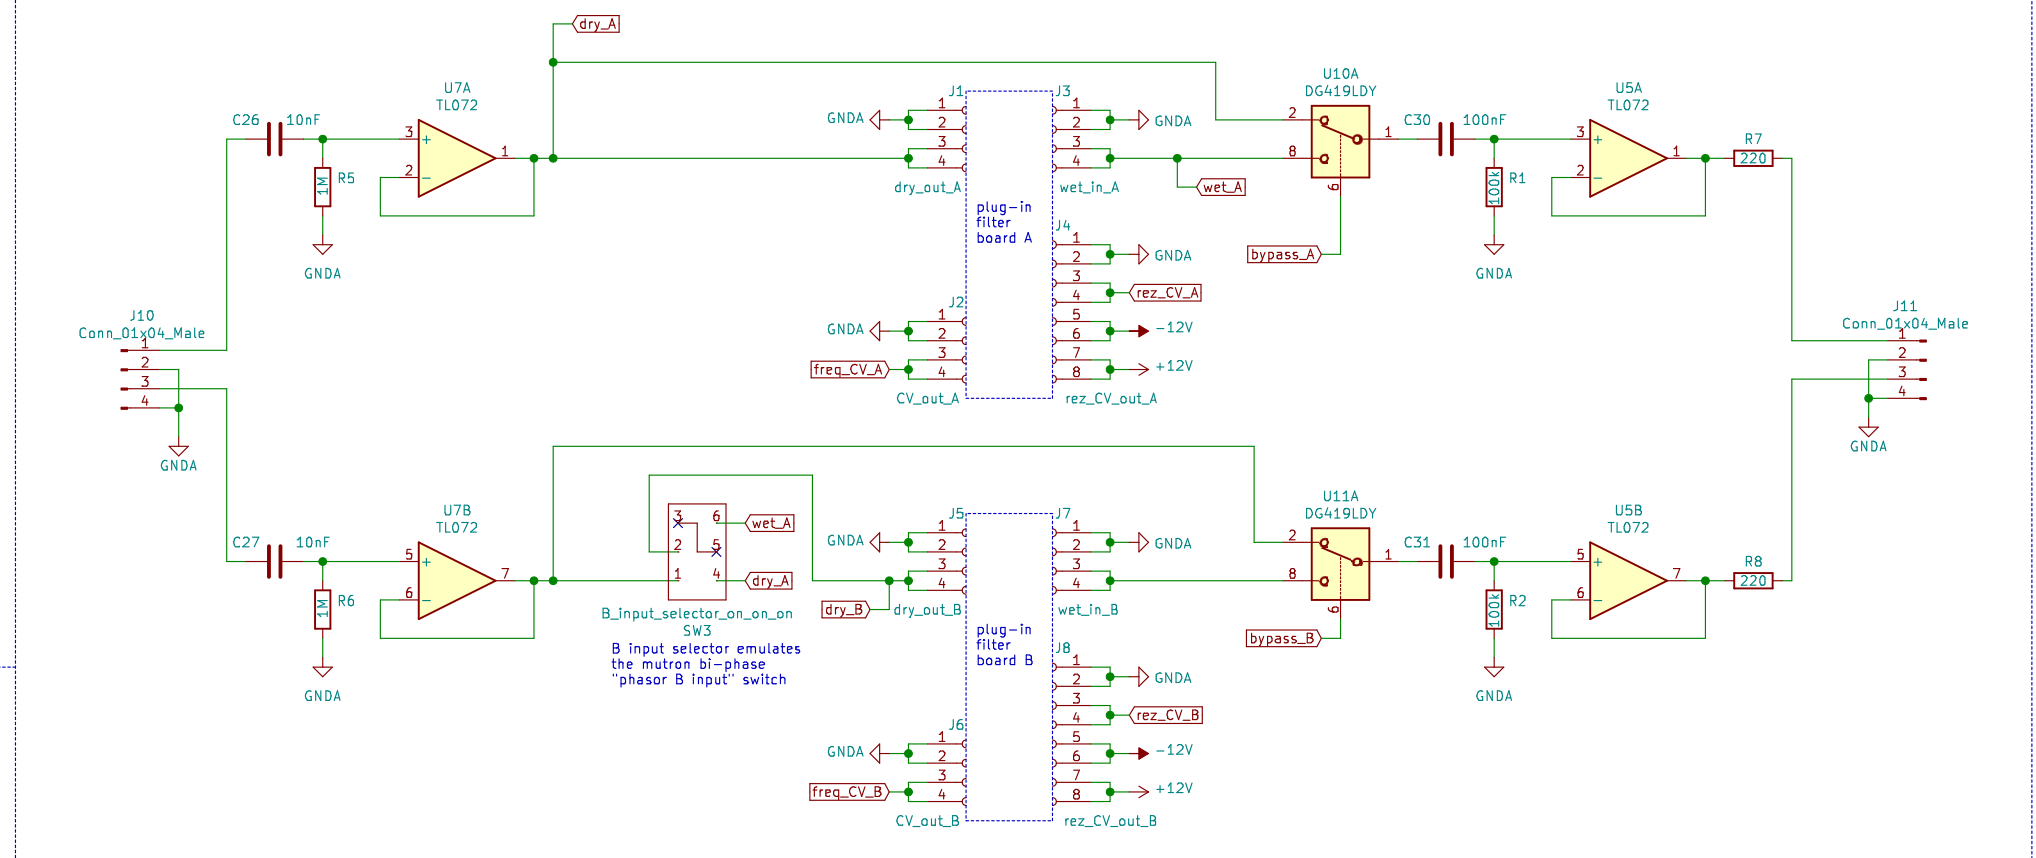 dry_A
U7A
TL072
C26
10nF
3
+
2
−
1
1M
R5
GNDA
J1
1
2
3
4
GNDA
dry_out_A
J3
1
2
3
4
GNDA
wet_in_A
wet_A
plug-in
filter
board A
J4
1
2
3
4
5
6
7
8
GNDA
rez_CV_A
-12V
+12V
rez_CV_out_A
J2
1
2
3
4
GNDA
freq_CV_A
CV_out_A
U10A
DG419LDY
2
8
1
6
bypass_A
C30
100nF
100k
R1
GNDA
U5A
TL072
3
+
2
−
1
R7
220
J10
Conn_01x04_Male
1
2
3
4
GNDA
J11
Conn_01x04_Male
1
2
3
4
GNDA
U7B
TL072
C27
10nF
5
+
6
−
7
1M
R6
GNDA
3
2
1
6
5
4
wet_A
dry_A
B_input_selector_on_on_on
SW3
B input selector emulates
the mutron bi-phase
"phasor B input" switch
J5
1
2
3
4
GNDA
dry_B
dry_out_B
J7
1
2
3
4
GNDA
wet_in_B
plug-in
filter
board B
J8
1
2
3
4
5
6
7
8
GNDA
rez_CV_B
-12V
+12V
rez_CV_out_B
J6
1
2
3
4
GNDA
freq_CV_B
CV_out_B
U11A
DG419LDY
2
8
1
6
bypass_B
C31
100nF
100k
R2
GNDA
U5B
TL072
5
+
6
−
7
R8
220